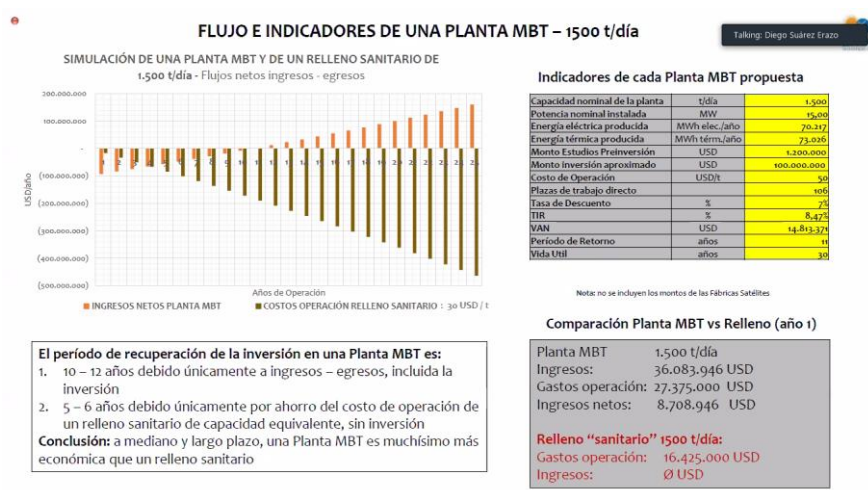 FLUJO E INDICADORES DE UNA PLANTA MBT – 1500 t/día
Talking: Diego Suárez Erazo
SIMULACIÓN DE UNA PLANTA MBT Y DE UN RELLENO SANITARIO DE
1.500 t/día - Flujos netos ingresos - egresos
USD/año
200.000.000
100.000.000
-
(100.000.000)
(200.000.000)
(300.000.000)
(400.000.000)
(500.000.000)
Años de Operación
INGRESOS NETOS PLANTA MBT
COSTOS OPERACIÓN RELLENO SANITARIO : 30 USD / t
Indicadores de cada Planta MBT propuesta
Capacidad nominal de la planta t/día 1.500
Potencia nominal instalada MW 15,00
Energía eléctrica producida MWh elec./año 70.217
Energía térmica producida MWh térm./año 73.026
Monto Estudios Preinversión USD 1.200.000
Monto inversión aproximado USD 100.000.000
Costo de Operación USD/t 50
Plazas de trabajo directo 106
Tasa de Descuento % 7%
TIR % 8,47%
VAN USD 14.813.371
Período de Retorno años 11
Vida Util años 30
Nota: no se incluyen los montos de las Fábricas Satélites
El período de recuperación de la inversión en una Planta MBT es:
1. 10 – 12 años debido únicamente a ingresos – egresos, incluida la
inversión
2. 5 – 6 años debido únicamente por ahorro del costo de operación de
un relleno sanitario de capacidad equivalente, sin inversión
Conclusión: a mediano y largo plazo, una Planta MBT es muchísimo más
económica que un relleno sanitario
Comparación Planta MBT vs Relleno (año 1)
Planta MBT 1.500 t/día
Ingresos: 36.083.946 USD
Gastos operación: 27.375.000 USD
Ingresos netos: 8.708.946 USD
Relleno “sanitario” 1500 t/día:
Gastos operación: 16.425.000 USD
Ingresos: Ø USD